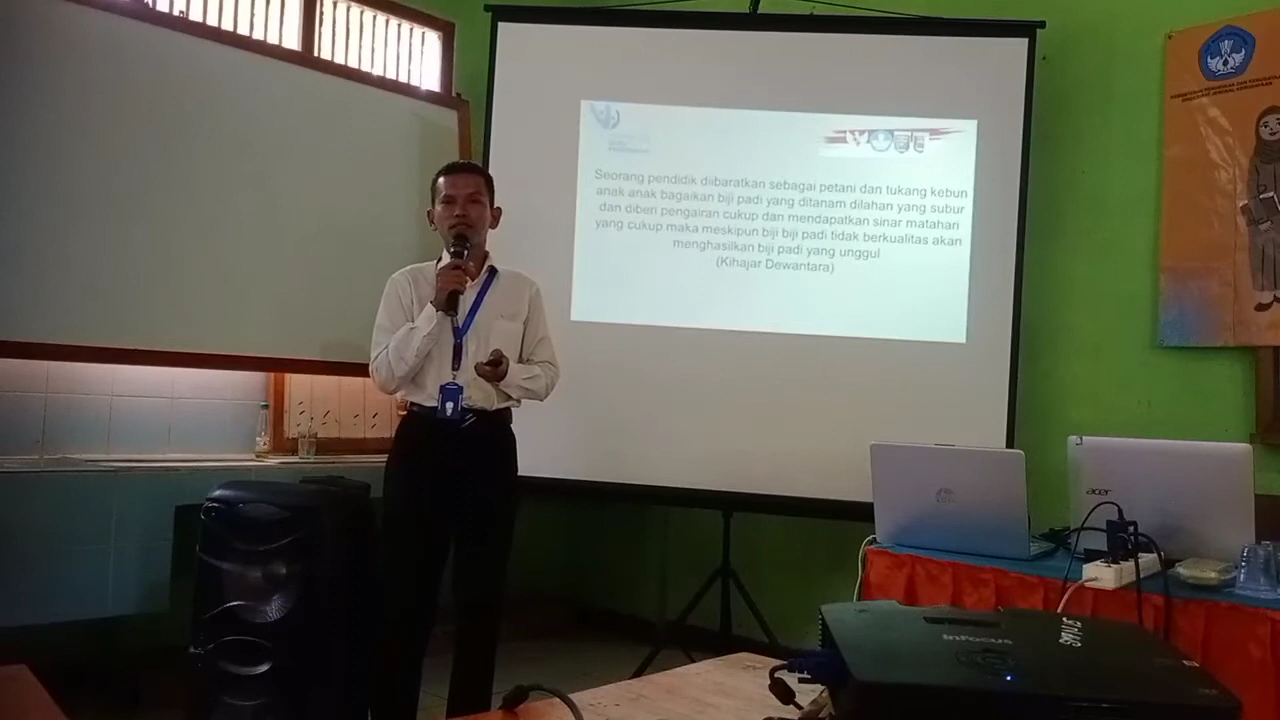 Seorang pendidik diibaratkan sebagai petani dan tukang kebun
anak anak bagaikan biji padi yang ditanam dilahan yang subur
dan diberi pengairan cukup dan mendapatkan sinar matahari
yang cukup maka meskipun biji biji padi tidak berkualitas akan
menghasilkan biji padi yang unggul
(Kihajar Dewantara)
acer
InFocus